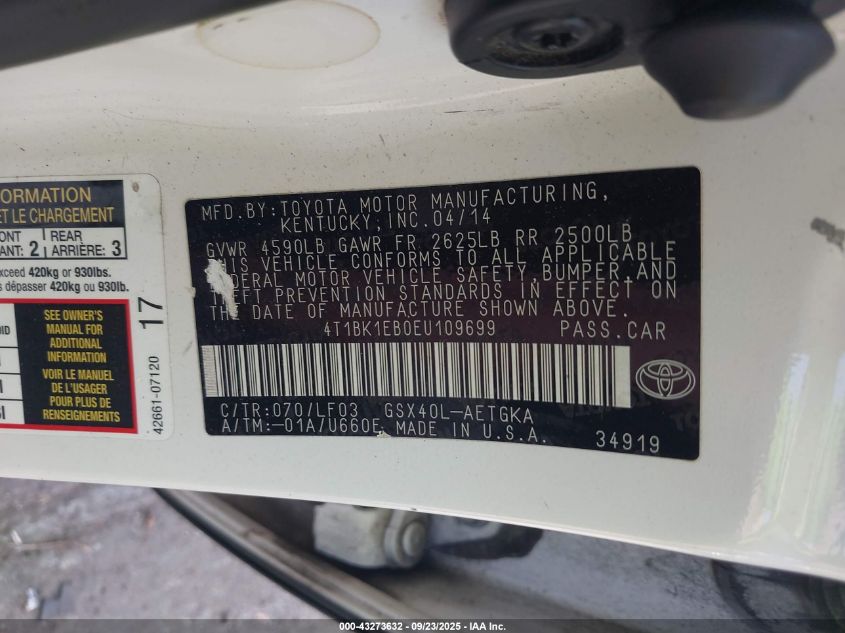 ORMATION
ET LE CHARGEMENT
ONT
ANT: 2
REAR
ARRIÈRE: 3
xceed 420kg or 930lbs.
s dépasser 420kg ou 930lb.
SEE OWNER'S
MANUAL FOR
ADDITIONAL
INFORMATION
VOIR LE MANUEL
DE L'USAGER
POUR PLUS DE
RENSEIGNEMENTS
17
42661-07120
MFD. BY: TOYOTA MOTOR MANUFACTURING,
KENTUCKY, INC. 04/14
GVWR 4590LB GAWR FR 2625LB RR 2500LB
THIS VEHICLE CONFORMS TO ALL APPLICABLE
FEDERAL MOTOR VEHICLE SAFETY, BUMPER, AND
THEFT PREVENTION STANDARDS IN EFFECT ON
THE DATE OF MANUFACTURE SHOWN ABOVE.
4T1BK1EB0EU109699 PASS.CAR
C/TR:070/LF03 GSX40L-AETGKA
A/TM:-01A/U660E MADE IN U.S.A. 34919
000-43273632 - 09/23/2025 - IAA Inc.